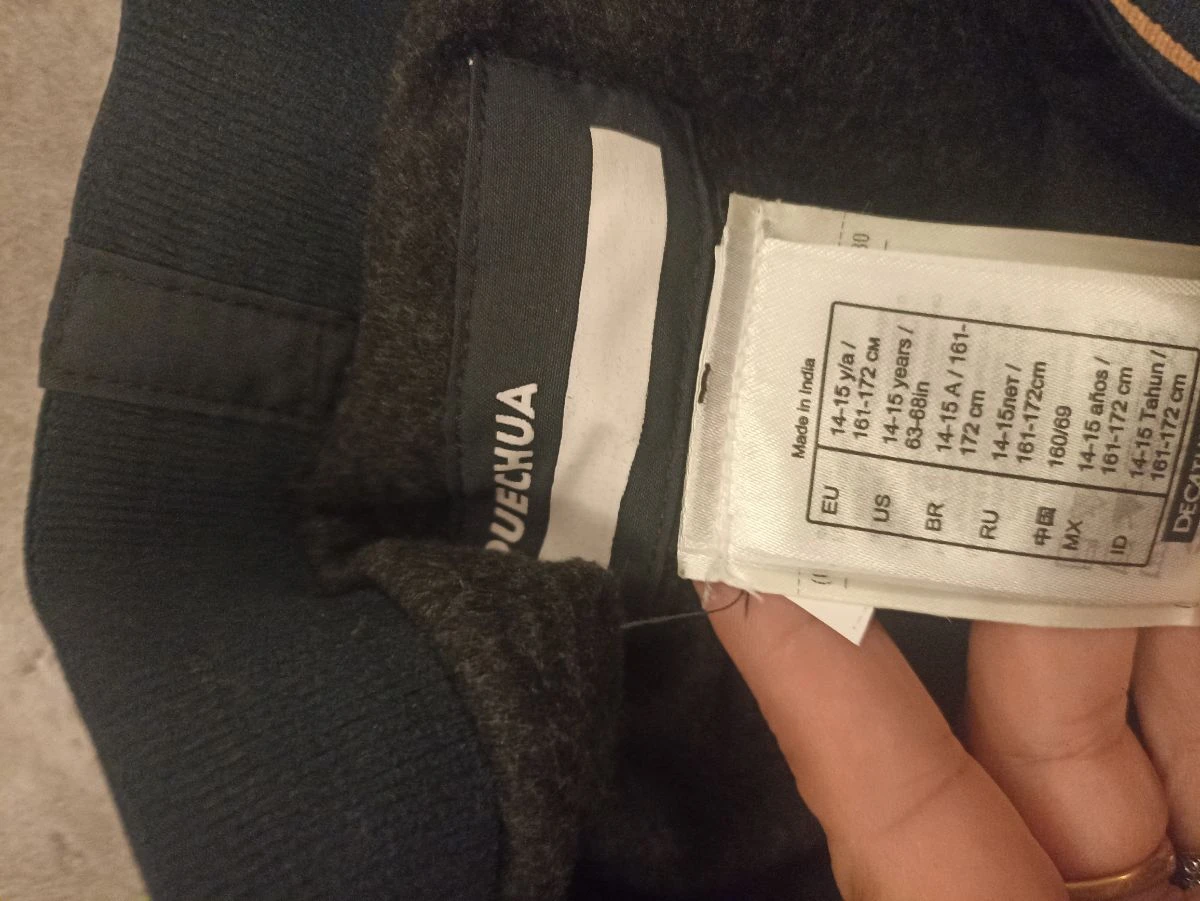 QUECHUA
Made in India
EU 14-15 y/a /
161-172 CM
US 14-15 years /
63-68in
BR 14-15 A / 161-
172 cm
RU 14-15лет /
161-172cm
中国 160/69
MX 14-15 años /
161-172 cm
ID 14-15 Tahun /
161-172 cm